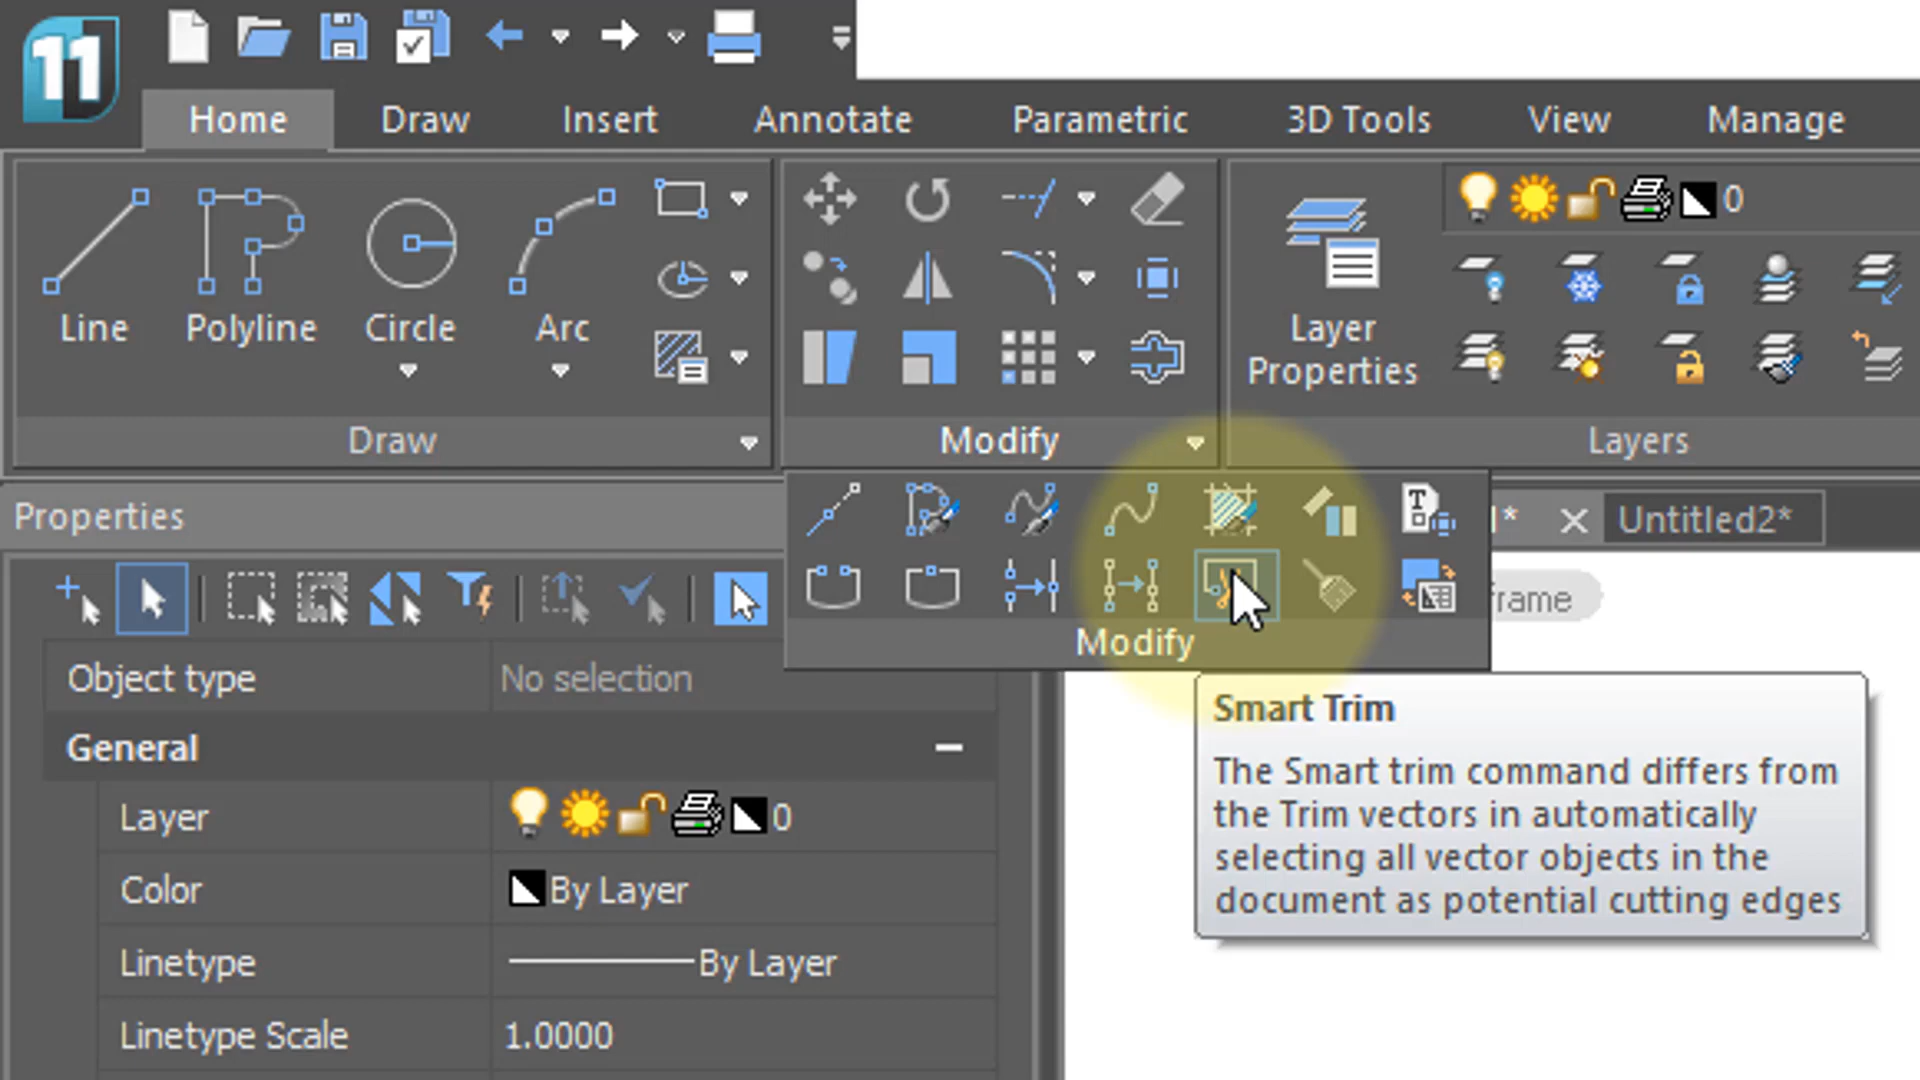 11
Home Draw Insert Annotate Parametric 3D Tools View Manage
0
Line Polyline Circle Arc
Layer
Properties
Draw Modify Layers
Properties
T
* Untitled2*
frame
Modify
Object type No selection
General
Layer 0
Color By Layer
Linetype By Layer
Linetype Scale 1.0000
Smart Trim
The Smart trim command differs from
the Trim vectors in automatically
selecting all vector objects in the
document as potential cutting edges